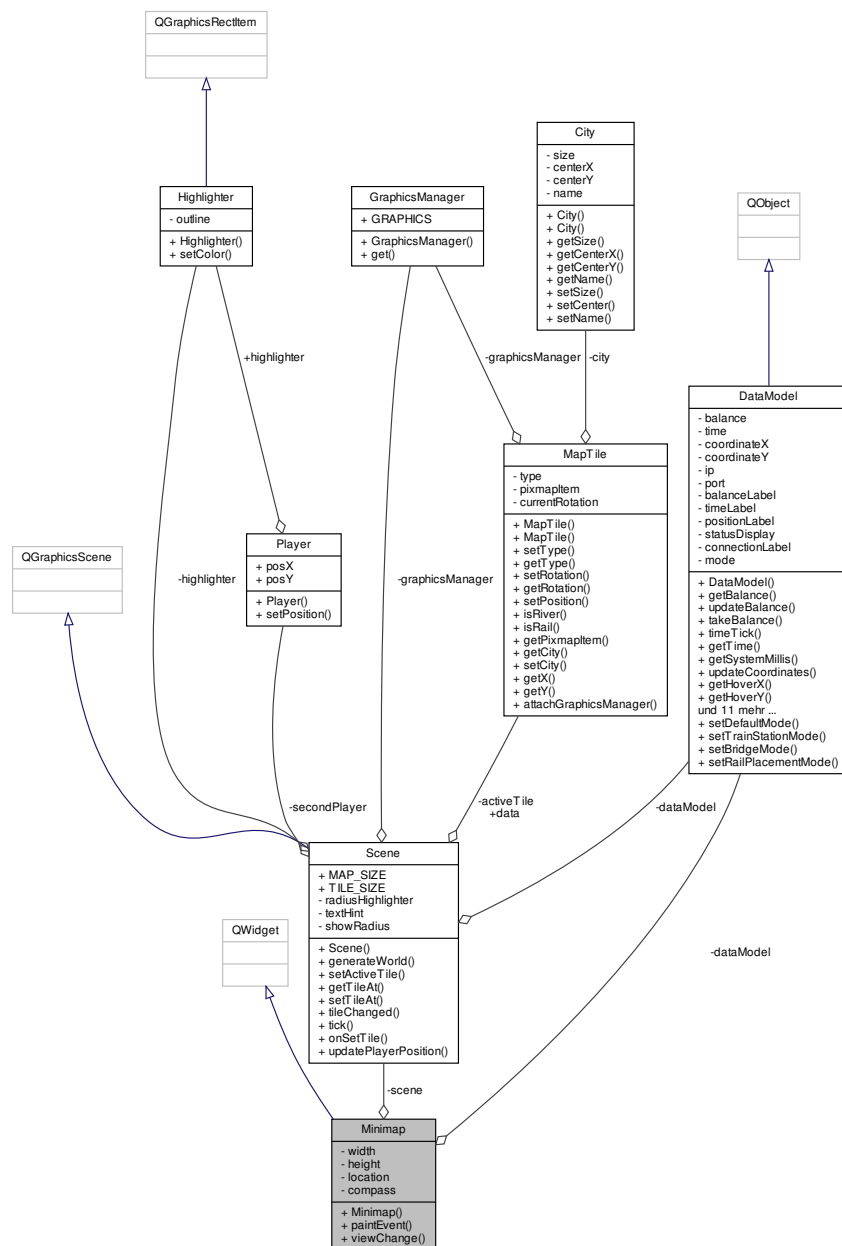 QGraphicsRectItem
City
- size
- centerX
- centerY
- name
+ City()
+ City()
+ getSize()
+ getCenterX()
+ getCenterY()
+ getName()
+ setSize()
+ setCenter()
+ setName()
Highlighter
- outline
+ Highlighter()
+ setColor()
GraphicsManager
+ GRAPHICS
+ GraphicsManager()
+ get()
QObject
+highlighter
-graphicsManager
-city
DataModel
- balance
- time
- coordinateX
- coordinateY
- ip
- port
- balanceLabel
- timeLabel
- positionLabel
- statusDisplay
- connectionLabel
- mode
+ DataModel()
+ getBalance()
+ updateBalance()
+ takeBalance()
+ timeTick()
+ getTime()
+ getSystemMillis()
+ updateCoordinates()
+ getHoverX()
+ getHoverY()
und 11 mehr ...
+ setDefaultMode()
+ setTrainStationMode()
+ setBridgeMode()
+ setRailPlacementMode()
MapTile
- type
- pixmapItem
- currentRotation
+ MapTile()
+ MapTile()
+ setType()
+ getType()
+ setRotation()
+ getRotation()
+ setPosition()
+ isRiver()
+ isRail()
+ getPixmapItem()
+ getCity()
+ setCity()
+ getX()
+ getY()
+ attachGraphicsManager()
QGraphicsScene
Player
+ posX
+ posY
+ Player()
+ setPosition()
-highlighter
-graphicsManager
-secondPlayer
-activeTile
+data
-dataModel
Scene
+ MAP_SIZE
+ TILE_SIZE
- radiusHighlighter
- textHint
- showRadius
+ Scene()
+ generateWorld()
+ setActiveTile()
+ getTileAt()
+ setTileAt()
+ tileChanged()
+ tick()
+ onSetTile()
+ updatePlayerPosition()
QWidget
-dataModel
-scene
Minimap
- width
- height
- location
- compass
+ Minimap()
+ paintEvent()
+ viewChange()